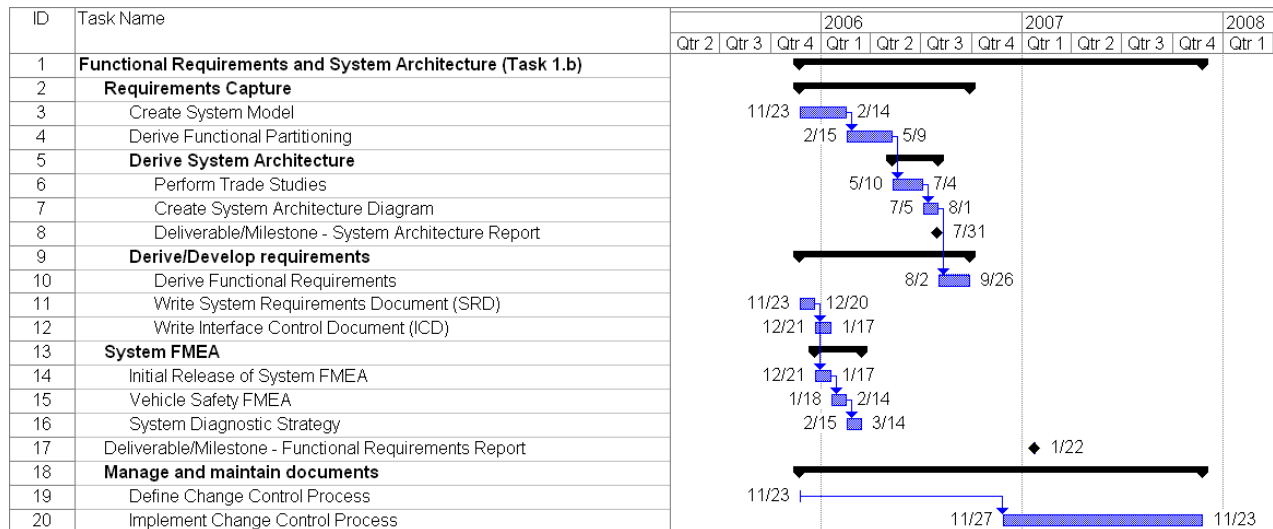 ID Task Name 2006 2007 2008
Qtr 2 Qtr 3 Qtr 4 Qtr 1 Qtr 2 Qtr 3 Qtr 4 Qtr 1 Qtr 2 Qtr 3 Qtr 4 Qtr 1
1 Functional Requirements and System Architecture (Task 1.b)
2 Requirements Capture
3 Create System Model 11/23 2/14
4 Derive Functional Partitioning 2/15 5/9
5 Derive System Architecture
6 Perform Trade Studies 5/10 7/4
7 Create System Architecture Diagram 7/5 8/1
8 Deliverable/Milestone - System Architecture Report 7/31
9 Derive/Develop requirements
10 Derive Functional Requirements 8/2 9/26
11 Write System Requirements Document (SRD) 11/23 12/20
12 Write Interface Control Document (ICD) 12/21 1/17
13 System FMEA
14 Initial Release of System FMEA 12/21 1/17
15 Vehicle Safety FMEA 1/18 2/14
16 System Diagnostic Strategy 2/15 3/14
17 Deliverable/Milestone - Functional Requirements Report 1/22
18 Manage and maintain documents
19 Define Change Control Process 11/23
20 Implement Change Control Process 11/27 11/23